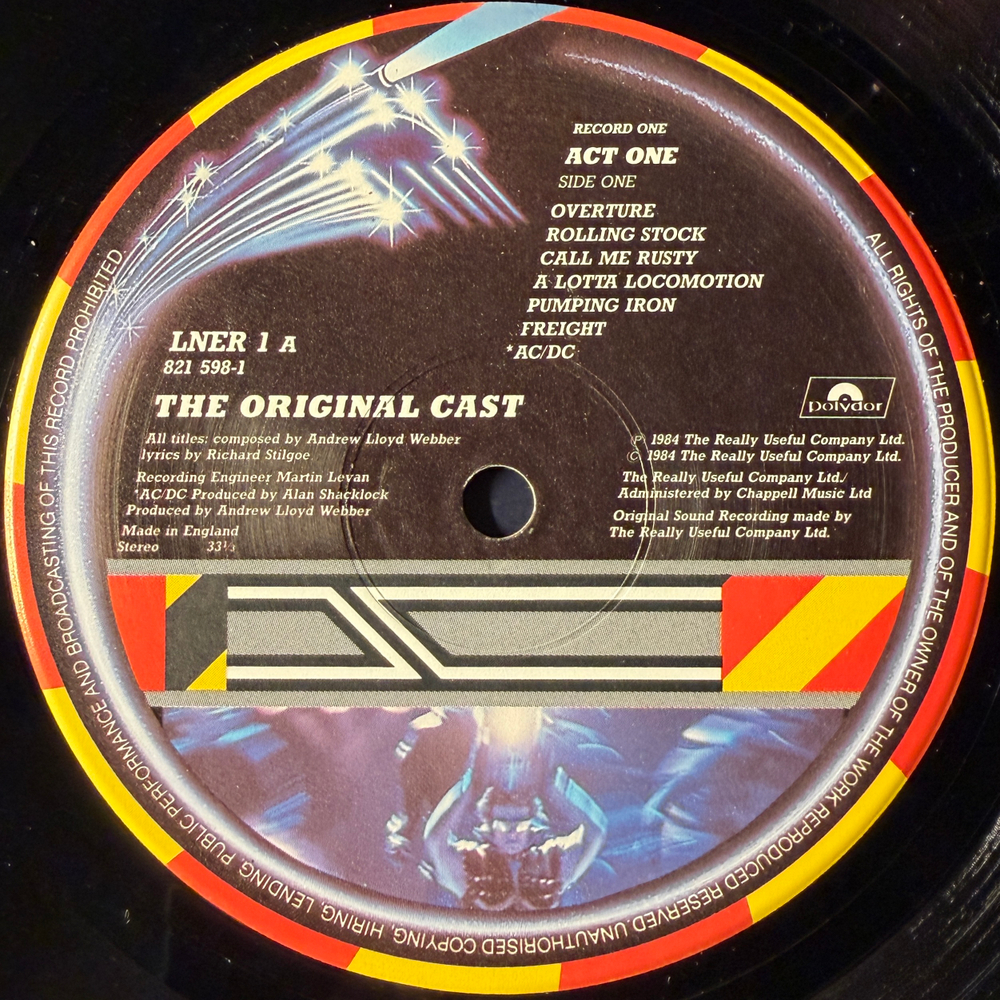 RECORD ONE
ACT ONE
SIDE ONE
OVERTURE
ROLLING STOCK
CALL ME RUSTY
A LOTTA LOCOMOTION
PUMPING IRON
FREIGHT
*AC/DC
LNER 1 A
821 598-1
THE ORIGINAL CAST
All titles: composed by Andrew Lloyd Webber
lyrics by Richard Stilgoe
Recording Engineer Martin Levan
*AC/DC Produced by Alan Shacklock
Produced by Andrew Lloyd Webber
Made in England
Stereo 33⅓
polydor
℗ 1984 The Really Useful Company Ltd.
© 1984 The Really Useful Company Ltd.
The Really Useful Company Ltd./
Administered by Chappell Music Ltd
Original Sound Recording made by
The Really Useful Company Ltd.
ALL RIGHTS OF THE PRODUCER AND OF THE OWNER OF THE WORK REPRODUCED RESERVED. UNAUTHORISED COPYING, HIRING, LENDING, PUBLIC PERFORMANCE AND BROADCASTING OF THIS RECORD PROHIBITED